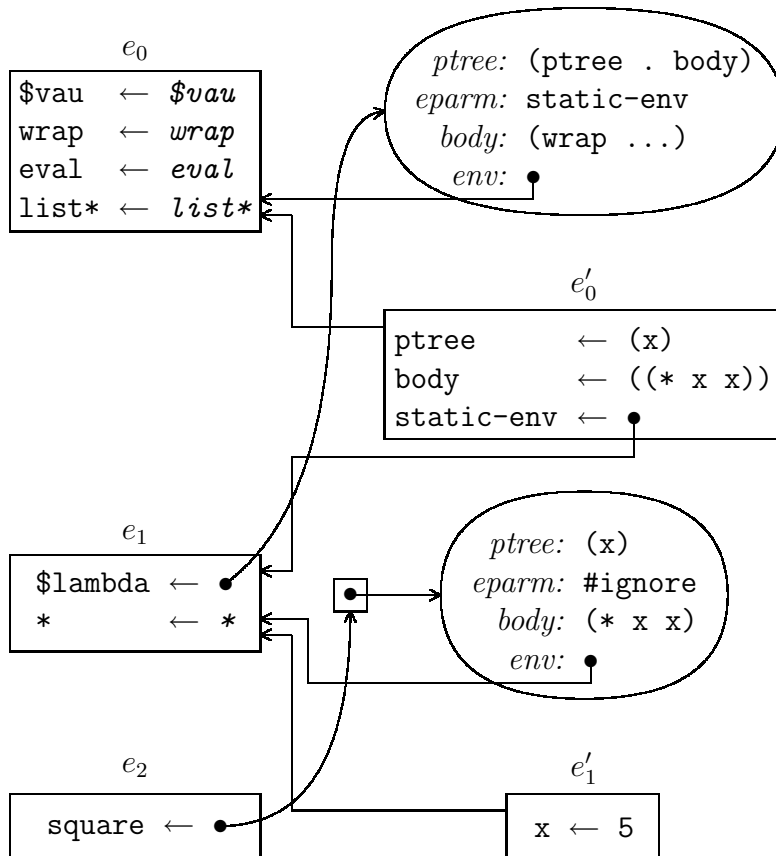 e₀
$vau ← $vau
wrap ← wrap
eval ← eval
list* ← list*
ptree: (ptree . body)
eparm: static-env
body: (wrap ...)
env:
e′₀
ptree ← (x)
body ← ((* x x))
static-env ←
e₁
$lambda ←
* ← *
ptree: (x)
eparm: #ignore
body: (* x x)
env:
e₂
square ←
e′₁
x ← 5